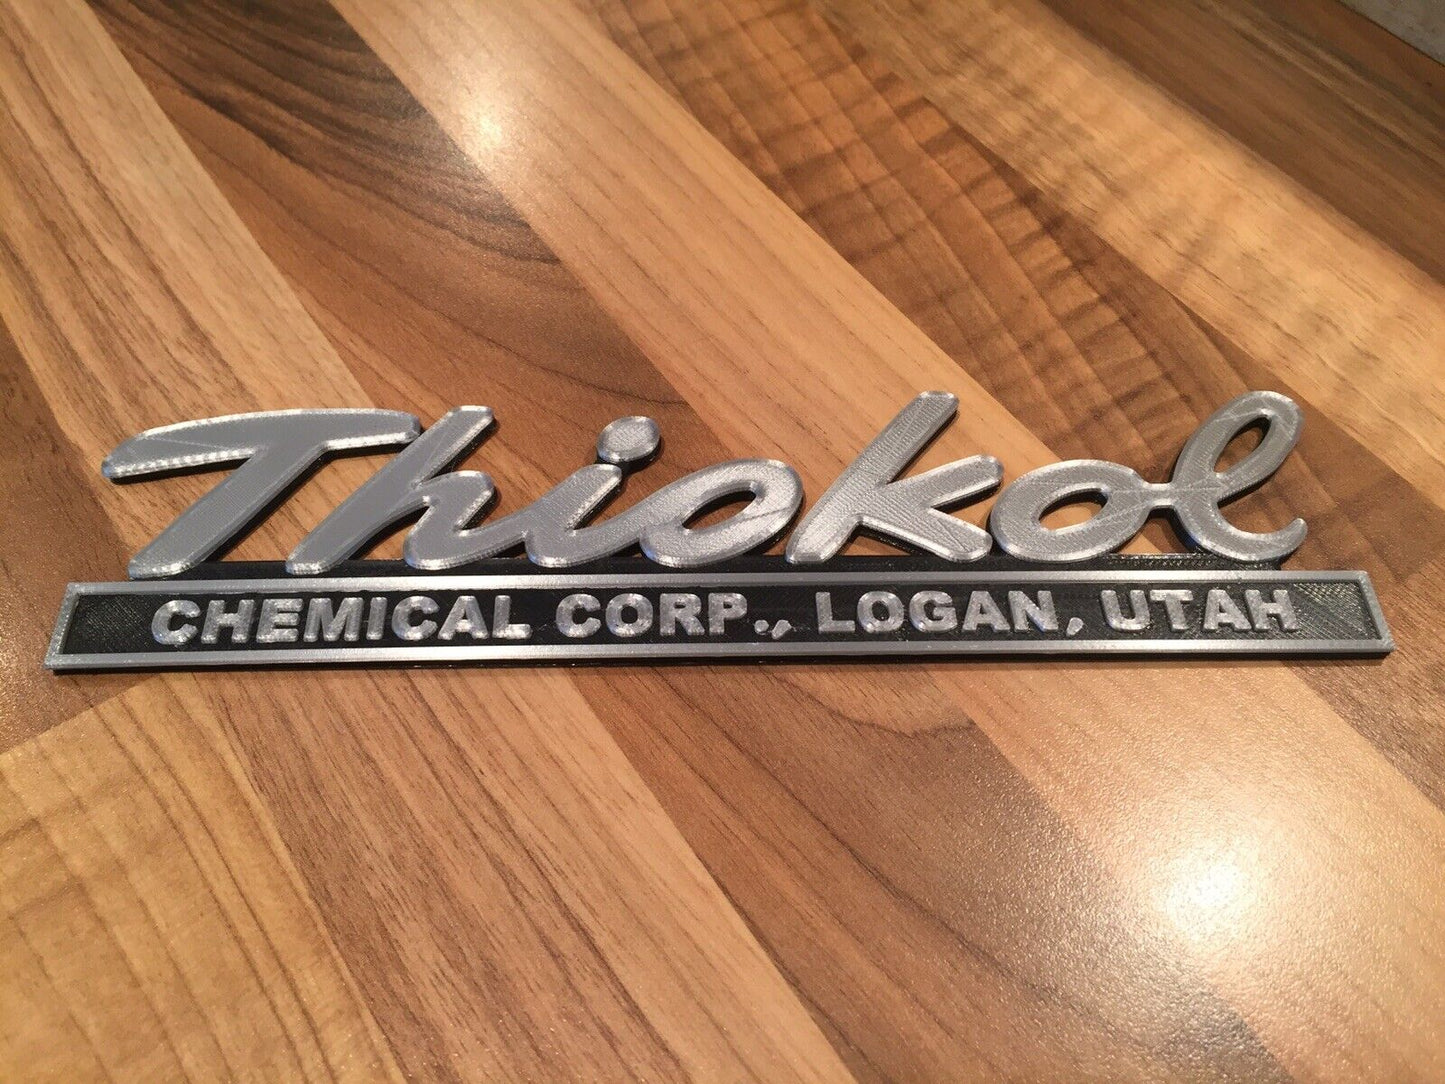 Thiokol
CHEMICAL CORP., LOGAN, UTAH